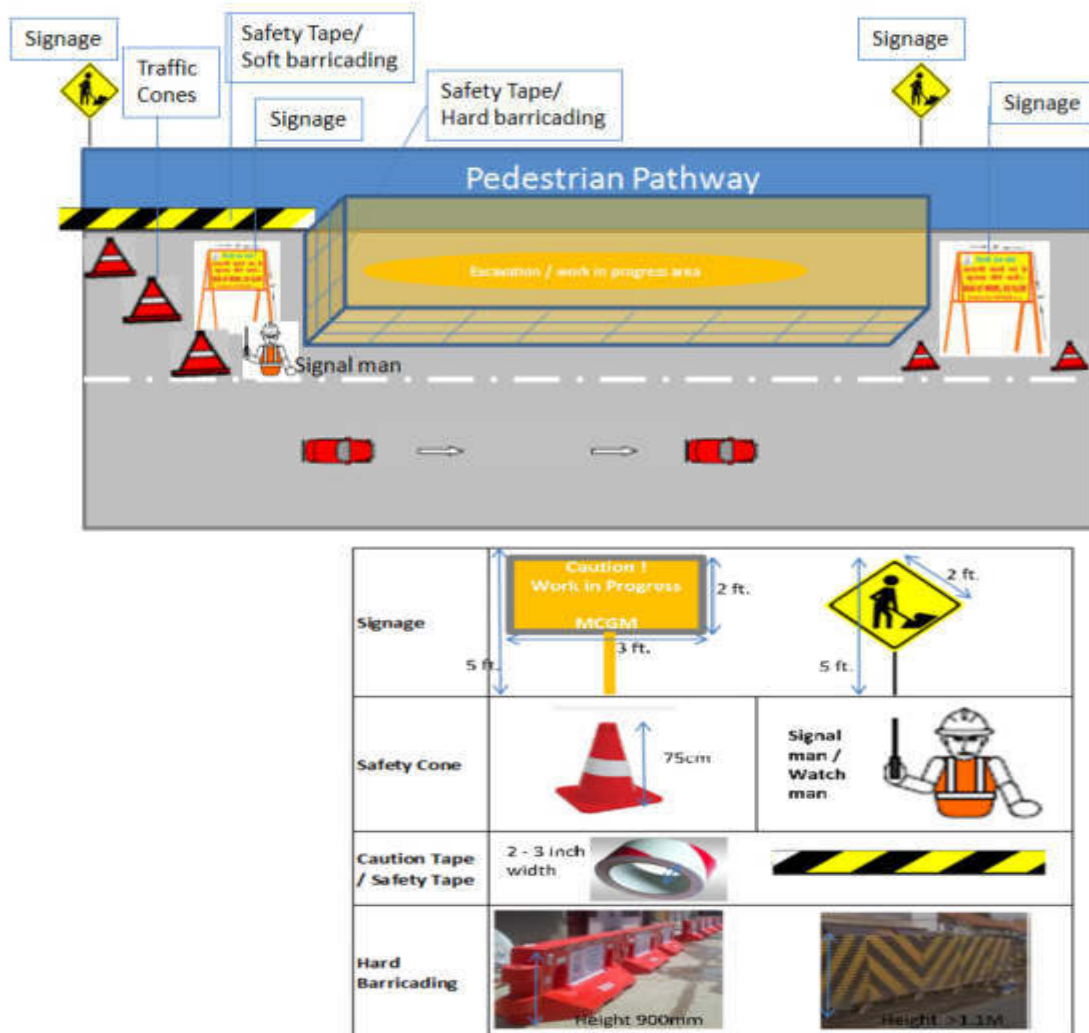 Signage
Safety Tape/
Soft barricading
Traffic
Cones
Signage
Safety Tape/
Hard barricading
Signage
Signage
Pedestrian Pathway
Excavation / work in progress area
Signal man
Signage
Caution !
Work in Progress
MCGM
2 ft.
3 ft.
5 ft.
2 ft.
5 ft.
Safety Cone
75cm
Signal
man /
Watch
man
Caution Tape
/ Safety Tape
2 - 3 inch
width
Hard
Barricading
Height 900mm
Height >1.1M